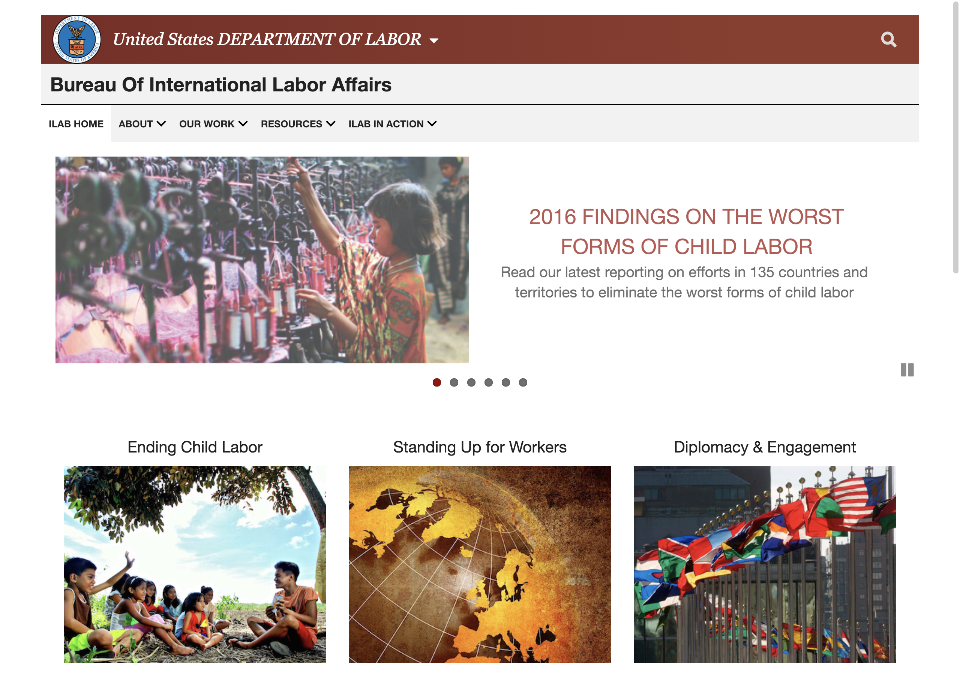 United States DEPARTMENT OF LABOR
Bureau Of International Labor Affairs
ILAB HOME ABOUT OUR WORK RESOURCES ILAB IN ACTION
2016 FINDINGS ON THE WORST
FORMS OF CHILD LABOR
Read our latest reporting on efforts in 135 countries and
territories to eliminate the worst forms of child labor
Ending Child Labor Standing Up for Workers Diplomacy & Engagement